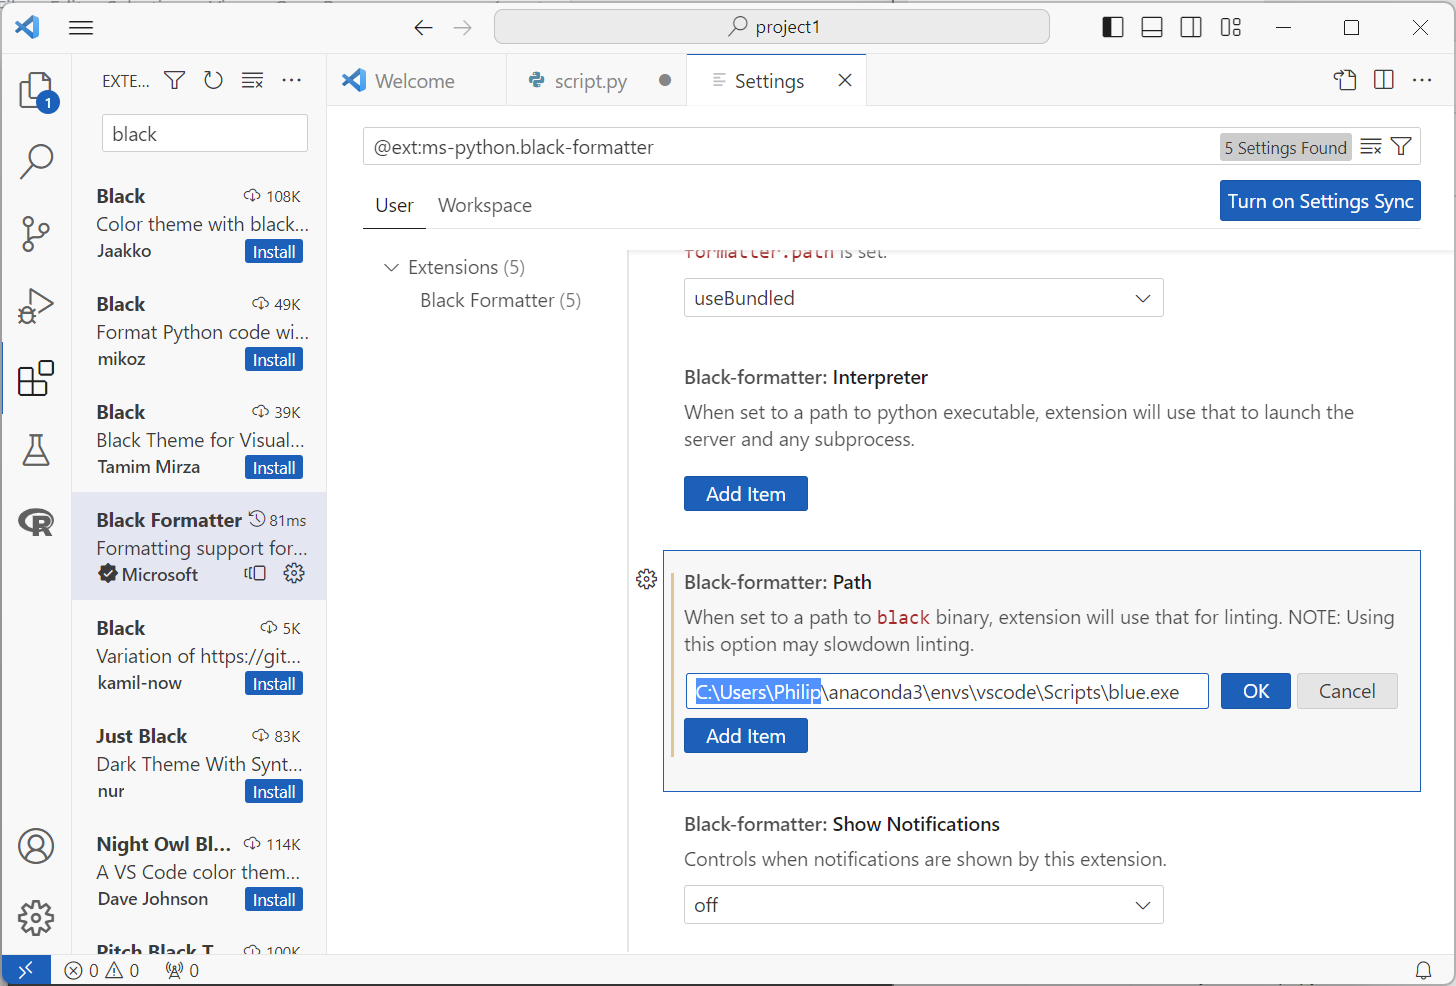 project1
EXTE...
Welcome
script.py
Settings
1
black
@ext:ms-python.black-formatter
5 Settings Found
User
Workspace
Turn on Settings Sync
Black
108K
Color theme with black...
Jaakko
Install
Black
49K
Format Python code wi...
mikoz
Install
Black
39K
Black Theme for Visual...
Tamim Mirza
Install
Black Formatter
81ms
Formatting support for...
Microsoft
R
Black
5K
Variation of https://git...
kamil-now
Install
Just Black
83K
Dark Theme With Synt...
nur
Install
Night Owl Bl...
114K
A VS Code color them...
Dave Johnson
Install
Pitch Black T
100K
Extensions (5)
Black Formatter (5)
formatter.path is set.
useBundled
Black-formatter: Interpreter
When set to a path to python executable, extension will use that to launch the
server and any subprocess.
Add Item
Black-formatter: Path
When set to a path to black binary, extension will use that for linting. NOTE: Using
this option may slowdown linting.
C:\Users\Philip\anaconda3\envs\vscode\Scripts\blue.exe
OK
Cancel
Add Item
Black-formatter: Show Notifications
Controls when notifications are shown by this extension.
off
0
0
0